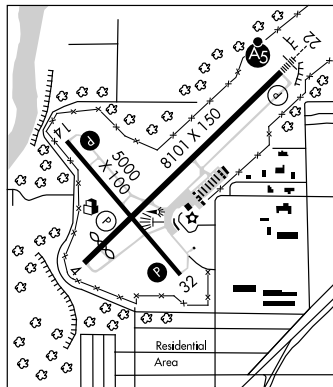 A5
22
P
8101 X 150
14
P
5000
X 100
P
4
P
32
Residential
Area